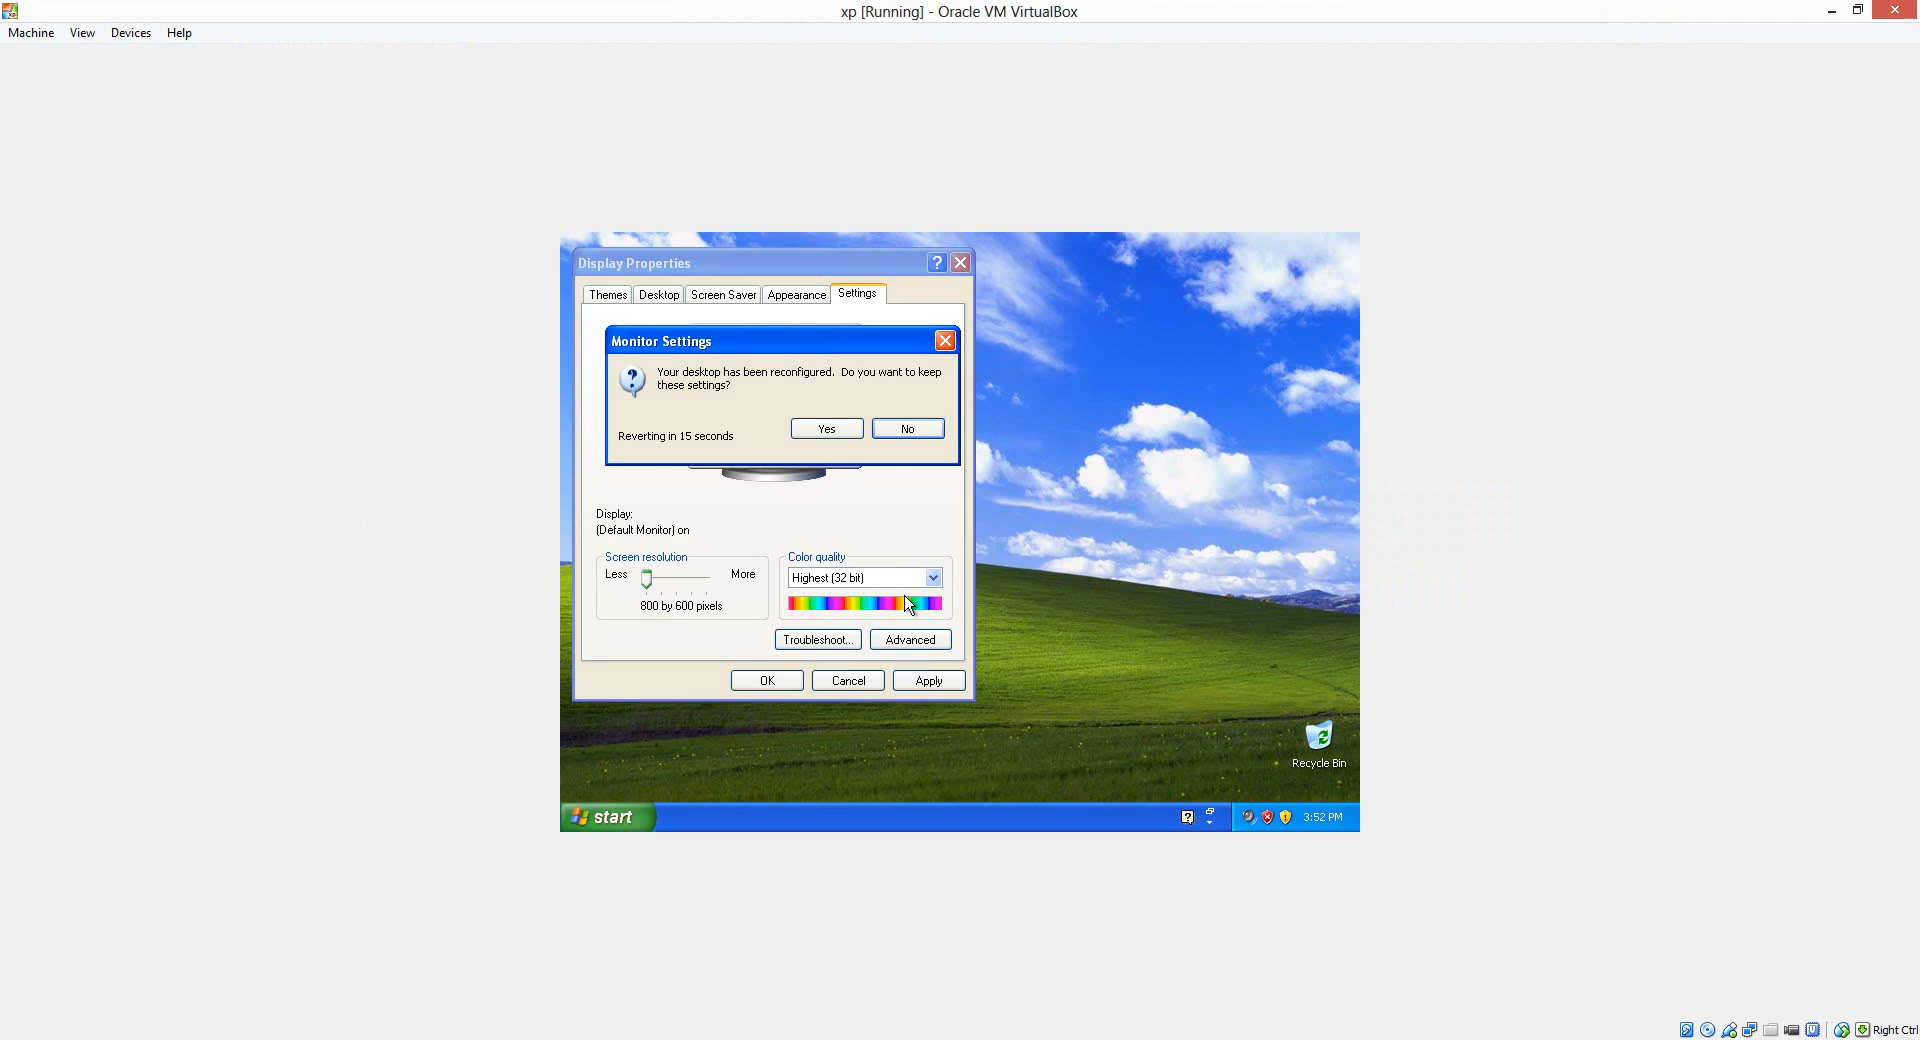 xp [Running] - Oracle VM VirtualBox
Machine View Devices Help
Display Properties
Themes Desktop Screen Saver Appearance Settings
Monitor Settings
Your desktop has been reconfigured. Do you want to keep
these settings?
Yes No
Reverting in 15 seconds
Display:
(Default Monitor) on
Screen resolution
Less More
800 by 600 pixels
Color quality
Highest (32 bit)
Troubleshoot... Advanced
OK Cancel Apply
Recycle Bin
start
3:52 PM
Right Ctrl